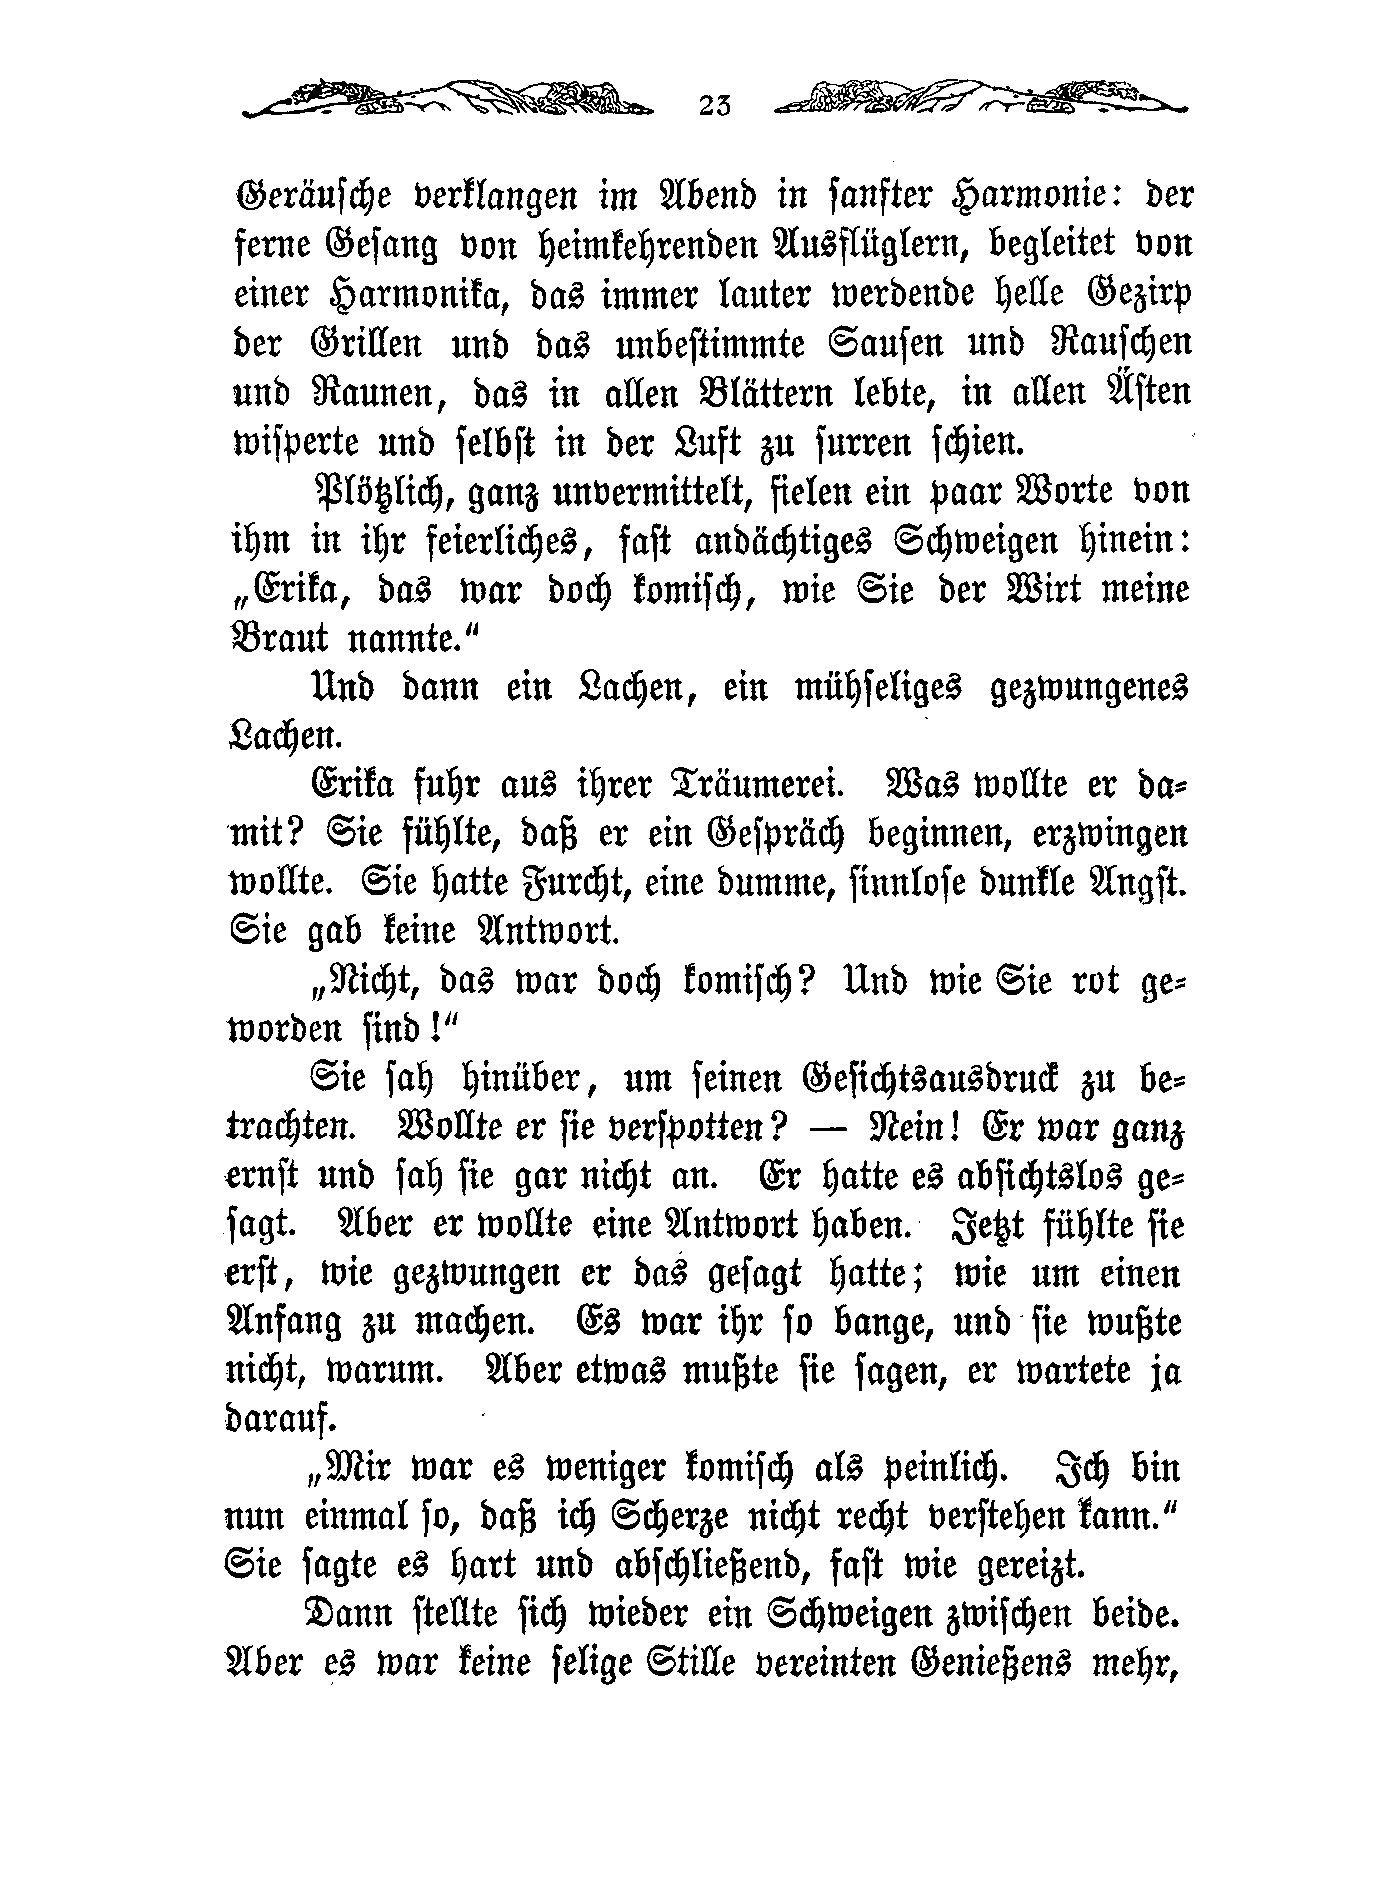 23
Geräusche verklangen im Abend in sanfter Harmonie: der
ferne Gesang von heimkehrenden Ausflüglern, begleitet von
einer Harmonika, das immer lauter werdende helle Gezirp
der Grillen und das unbestimmte Sausen und Rauschen
und Raunen, das in allen Blättern lebte, in allen Ästen
wisperte und selbst in der Luft zu surren schien.
Plötzlich, ganz unvermittelt, fielen ein paar Worte von
ihm in ihr feierliches, fast andächtiges Schweigen hinein:
„Erika, das war doch komisch, wie Sie der Wirt meine
Braut nannte.“
Und dann ein Lachen, ein mühseliges gezwungenes
Lachen.
Erika fuhr aus ihrer Träumerei. Was wollte er da-
mit? Sie fühlte, daß er ein Gespräch beginnen, erzwingen
wollte. Sie hatte Furcht, eine dumme, sinnlose dunkle Angst.
Sie gab keine Antwort.
„Nicht, das war doch komisch? Und wie Sie rot ge-
worden sind!“
Sie sah hinüber, um seinen Gesichtsausdruck zu be-
trachten. Wollte er sie verspotten? — Nein! Er war ganz
ernst und sah sie gar nicht an. Er hatte es absichtslos ge-
sagt. Aber er wollte eine Antwort haben. Jetzt fühlte sie
erst, wie gezwungen er das gesagt hatte; wie um einen
Anfang zu machen. Es war ihr so bange, und sie wußte
nicht, warum. Aber etwas mußte sie sagen, er wartete ja
darauf.
„Mir war es weniger komisch als peinlich. Ich bin
nun einmal so, daß ich Scherze nicht recht verstehen kann.“
Sie sagte es hart und abschließend, fast wie gereizt.
Dann stellte sich wieder ein Schweigen zwischen beide.
Aber es war keine selige Stille vereinten Genießens mehr,